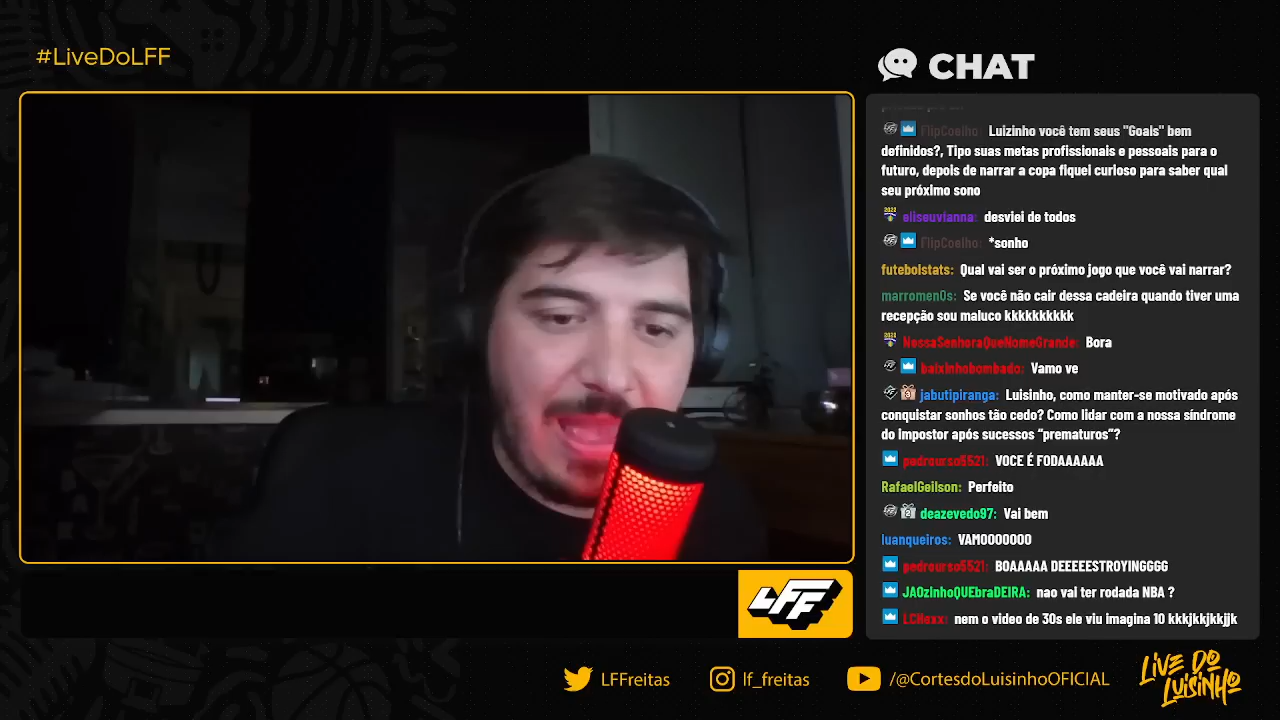 #LiveDoLFF
CHAT
FlipCoelho: Luizinho você tem seus "Goals" bem
definidos?, Tipo suas metas profissionais e pessoais para o
futuro, depois de narrar a copa fiquei curioso para saber qual
seu próximo sono
eliseuvianna: desviei de todos
FlipCoelho: *sonho
futebolstats: Qual vai ser o próximo jogo que você vai narrar?
marromen0s: Se você não cair dessa cadeira quando tiver uma
recepção sou maluco kkkkkkkkkk
NossaSenhoraQueNomeGrande: Bora
baixinhobombado: Vamo ve
jabutipiranga: Luisinho, como manter-se motivado após
conquistar sonhos tão cedo? Como lidar com a nossa síndrome
do impostor após sucessos “prematuros”?
pedrourso5521: VOCE É FODAAAAAA
RafaelGeilson: Perfeito
deazevedo97: Vai bem
luanqueiros: VAMOOOOOOO
pedrourso5521: BOAAAAA DEEEEESTROYINGGGG
JAOzinhoQUEbraDEIRA: nao vai ter rodada NBA ?
LCHaxx: nem o video de 30s ele viu imagina 10 kkkjkkjkkjjk
LFF
LFFreitas
lf_freitas
/@CortesdoLuisinhoOFICIAL
LIVE DO
LUISINHO